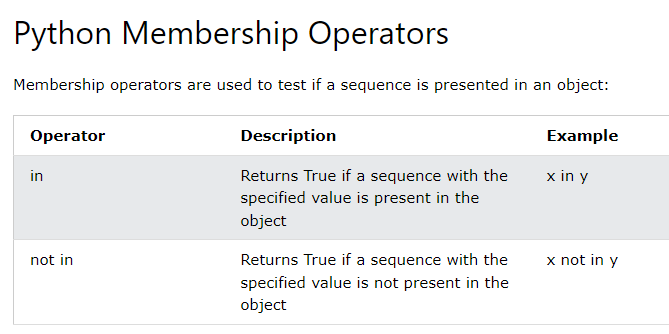 Python Membership Operators
Membership operators are used to test if a sequence is presented in an object:
Operator Description Example
in Returns True if a sequence with the x in y
specified value is present in the
object
not in Returns True if a sequence with the x not in y
specified value is not present in the
object